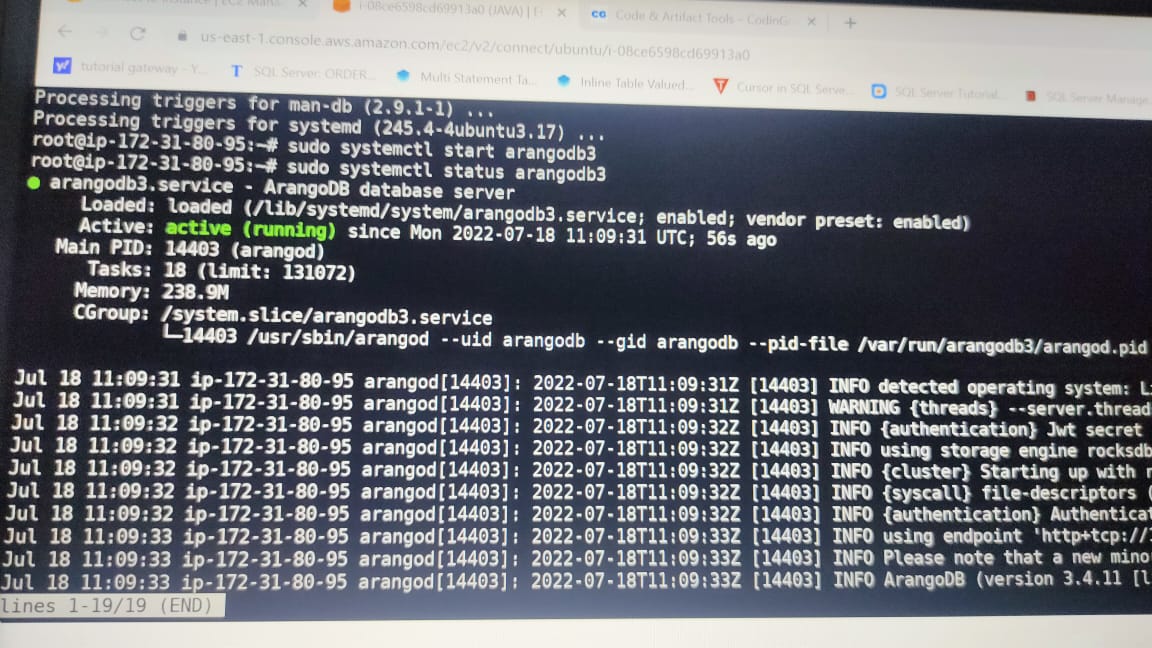 i-08ce6598cd69913a0 (JAVA) | E
CG Code & Artifact Tools – CodinG
us-east-1.console.aws.amazon.com/ec2/v2/connect/ubuntu/i-08ce6598cd69913a0
tutorial gateway - Y... SQL Server: ORDER... Multi Statement Ta... Inline Table Valued... Cursor in SQL Serve... SQL Server Tutorial... SQL Server Manage
Processing triggers for man-db (2.9.1-1) ...
Processing triggers for systemd (245.4-4ubuntu3.17) ...
root@ip-172-31-80-95:~# sudo systemctl start arangodb3
root@ip-172-31-80-95:~# sudo systemctl status arangodb3
● arangodb3.service - ArangoDB database server
Loaded: loaded (/lib/systemd/system/arangodb3.service; enabled; vendor preset: enabled)
Active: active (running) since Mon 2022-07-18 11:09:31 UTC; 56s ago
Main PID: 14403 (arangod)
Tasks: 18 (limit: 131072)
Memory: 238.9M
CGroup: /system.slice/arangodb3.service
└─14403 /usr/sbin/arangod --uid arangodb --gid arangodb --pid-file /var/run/arangodb3/arangod.pid
Jul 18 11:09:31 ip-172-31-80-95 arangod[14403]: 2022-07-18T11:09:31Z [14403] INFO detected operating system: Li
Jul 18 11:09:31 ip-172-31-80-95 arangod[14403]: 2022-07-18T11:09:31Z [14403] WARNING {threads} --server.thread
Jul 18 11:09:32 ip-172-31-80-95 arangod[14403]: 2022-07-18T11:09:32Z [14403] INFO {authentication} Jwt secret
Jul 18 11:09:32 ip-172-31-80-95 arangod[14403]: 2022-07-18T11:09:32Z [14403] INFO using storage engine rocksdb
Jul 18 11:09:32 ip-172-31-80-95 arangod[14403]: 2022-07-18T11:09:32Z [14403] INFO {cluster} Starting up with r
Jul 18 11:09:32 ip-172-31-80-95 arangod[14403]: 2022-07-18T11:09:32Z [14403] INFO {syscall} file-descriptors (
Jul 18 11:09:32 ip-172-31-80-95 arangod[14403]: 2022-07-18T11:09:32Z [14403] INFO {authentication} Authenticat
Jul 18 11:09:33 ip-172-31-80-95 arangod[14403]: 2022-07-18T11:09:33Z [14403] INFO using endpoint 'http+tcp://
Jul 18 11:09:33 ip-172-31-80-95 arangod[14403]: 2022-07-18T11:09:33Z [14403] INFO Please note that a new mino
Jul 18 11:09:33 ip-172-31-80-95 arangod[14403]: 2022-07-18T11:09:33Z [14403] INFO ArangoDB (version 3.4.11 [l
lines 1-19/19 (END)